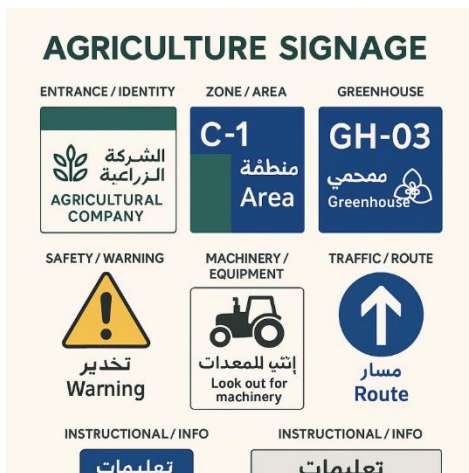 AGRICULTURE SIGNAGE
ENTRANCE / IDENTITY
الشركة
الزراعية
AGRICULTURAL
COMPANY
ZONE / AREA
C-1
منطقة
Area
GREENHOUSE
GH-03
ممحمي
Greenhouse
SAFETY / WARNING
تخدير
Warning
MACHINERY /
EQUIPMENT
للمعدات
Look out for
machinery
TRAFFIC / ROUTE
مسار
Route
INSTRUCTIONAL / INFO
تعليمات
INSTRUCTIONAL / INFO
تعليمات